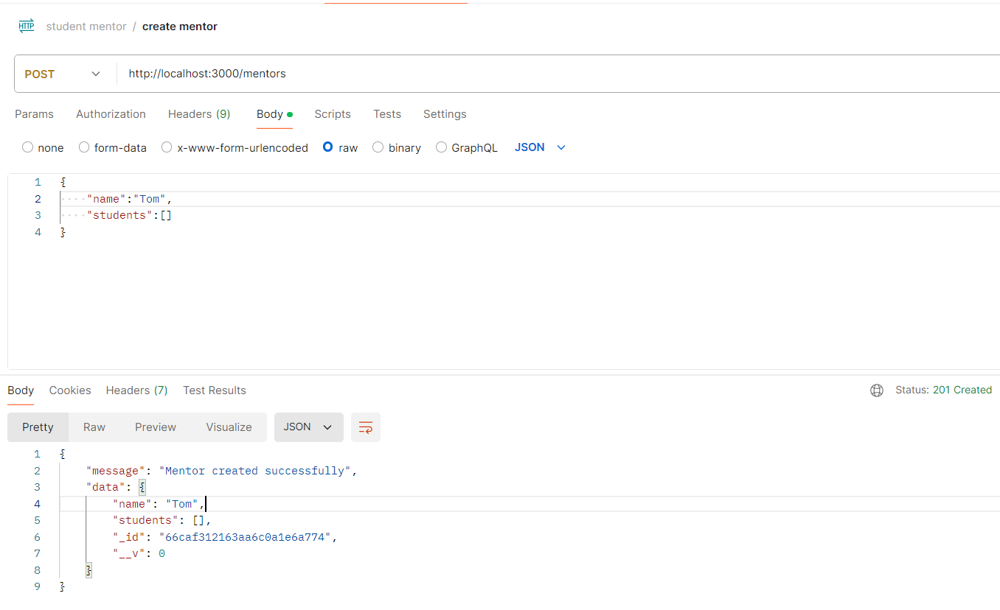 HTTP student mentor / create mentor
POST http://localhost:3000/mentors
Params Authorization Headers (9) Body Scripts Tests Settings
none form-data x-www-form-urlencoded raw binary GraphQL JSON
1 {
2 "name":"Tom",
3 "students":[]
4 }
Body Cookies Headers (7) Test Results Status: 201 Created
Pretty Raw Preview Visualize JSON
1 {
2 "message": "Mentor created successfully",
3 "data": {
4 "name": "Tom",
5 "students": [],
6 "_id": "66caf312163aa6c0a1e6a774",
7 "__v": 0
8 }
9 }